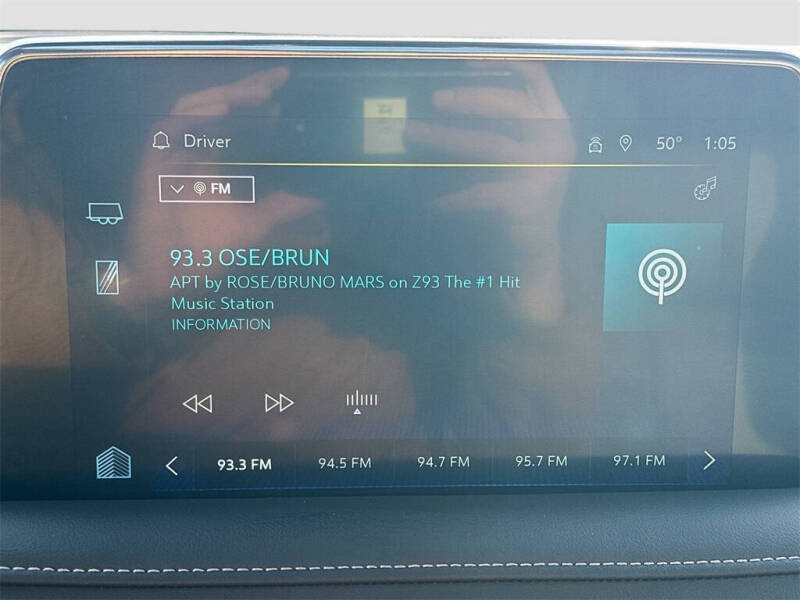 Driver
50° 1:05
FM
93.3 OSE/BRUN
APT by ROSE/BRUNO MARS on Z93 The #1 Hit
Music Station
INFORMATION
93.3 FM 94.5 FM 94.7 FM 95.7 FM 97.1 FM